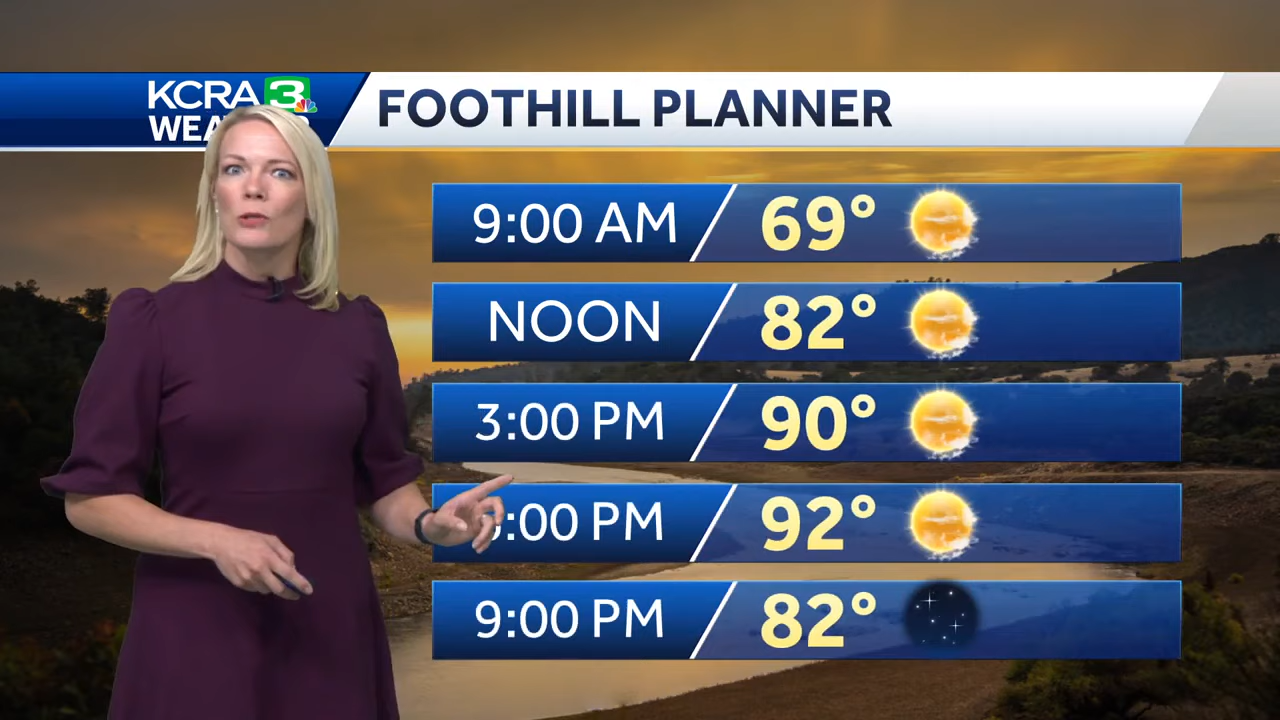 KCRA 3
FOOTHILL PLANNER
9:00 AM 69°
NOON 82°
3:00 PM 90°
:00 PM 92°
9:00 PM 82°